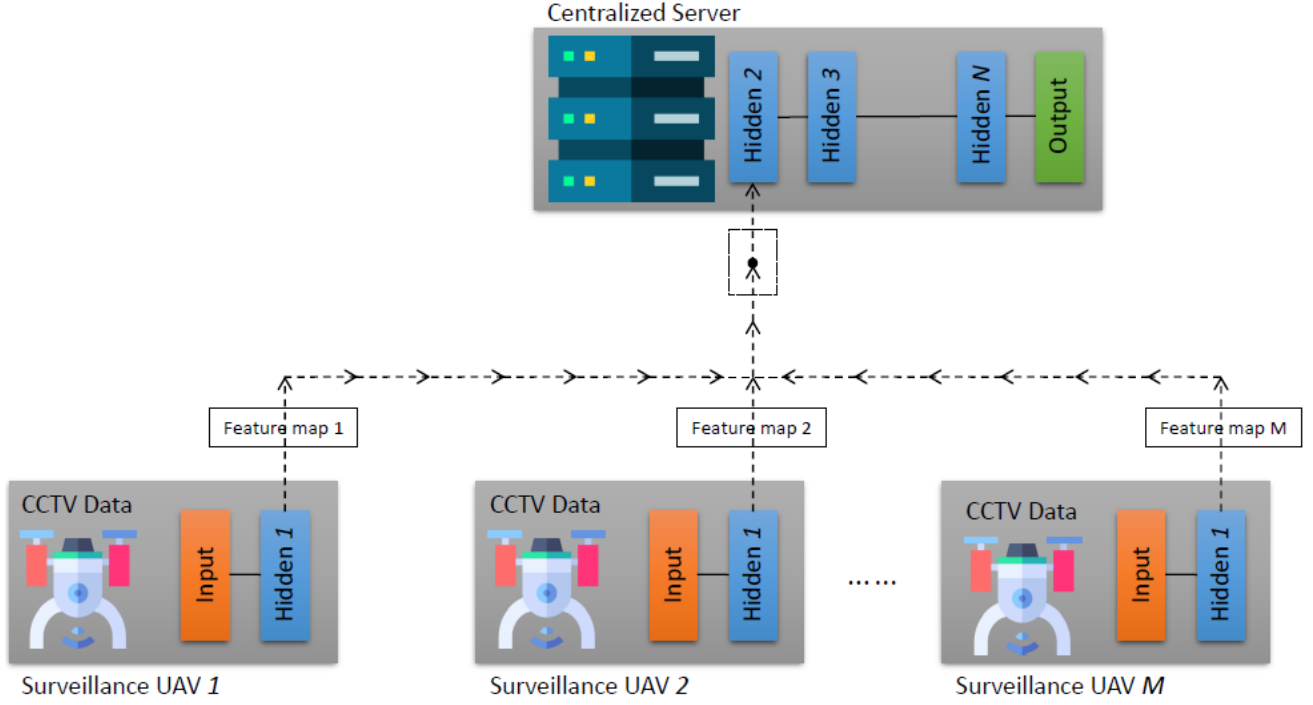 Centralized Server
Hidden 2
Hidden 3
Hidden N
Output
Feature map 1
Feature map 2
Feature map M
CCTV Data
Input
Hidden 1
CCTV Data
Input
Hidden 1
... ...
CCTV Data
Input
Hidden 1
Surveillance UAV 1
Surveillance UAV 2
Surveillance UAV M